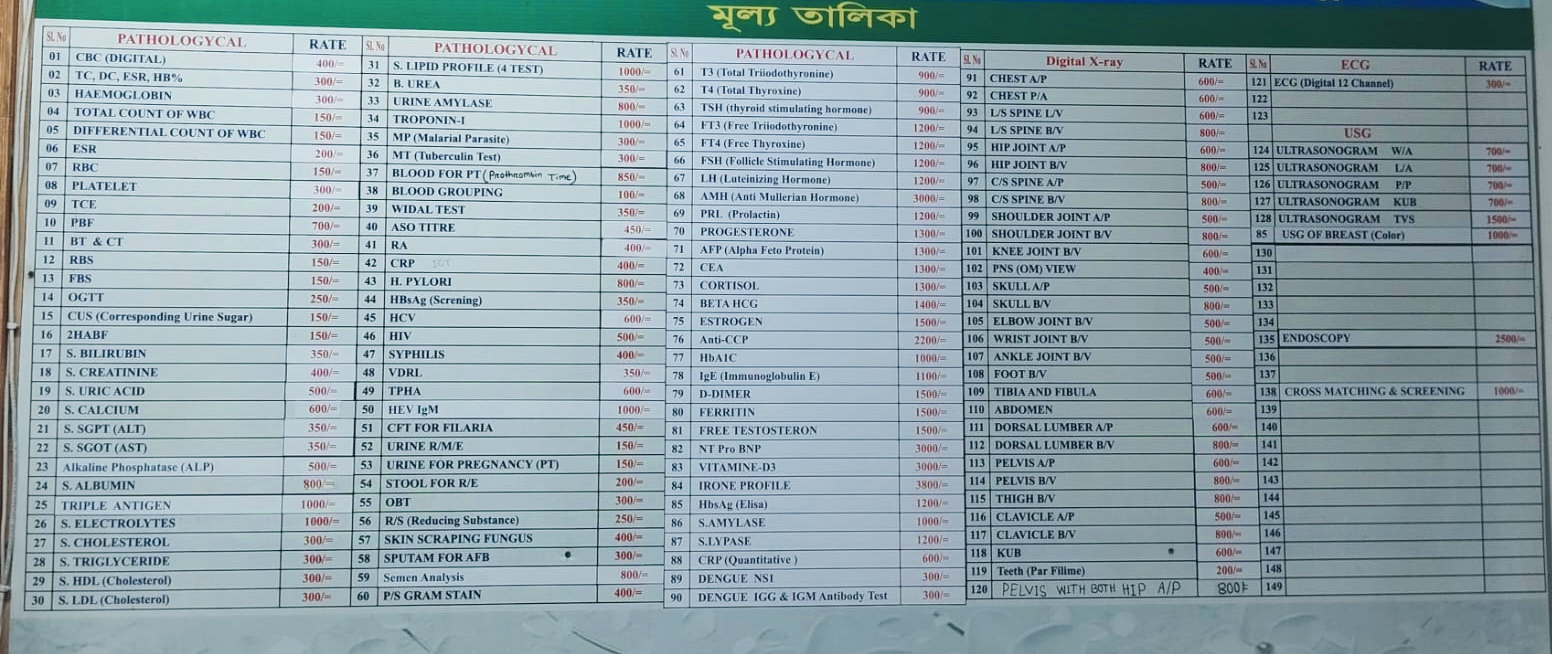 মূল্য তালিকা
Sl. No PATHOLOGYCAL RATE
01 CBC (DIGITAL) 400/=
02 TC, DC, ESR, HB% 300/=
03 HAEMOGLOBIN 300/=
04 TOTAL COUNT OF WBC 150/=
05 DIFFERENTIAL COUNT OF WBC 150/=
06 ESR 200/=
07 RBC 150/=
08 PLATELET 300/=
09 TCE 200/=
10 PBF 700/=
11 BT & CT 300/=
12 RBS 150/=
13 FBS 150/=
14 OGTT 250/=
15 CUS (Corresponding Urine Sugar) 150/=
16 2HABF 150/=
17 S. BILIRUBIN 350/=
18 S. CREATININE 400/=
19 S. URIC ACID 500/=
20 S. CALCIUM 600/=
21 S. SGPT (ALT) 350/=
22 S. SGOT (AST) 350/=
23 Alkaline Phosphatase (ALP) 500/=
24 S. ALBUMIN 800/=
25 TRIPLE ANTIGEN 1000/=
26 S. ELECTROLYTES 1000/=
27 S. CHOLESTEROL 300/=
28 S. TRIGLYCERIDE 300/=
29 S. HDL (Cholesterol) 300/=
30 S. LDL (Cholesterol) 300/=
Sl. No PATHOLOGYCAL RATE
31 S. LIPID PROFILE (4 TEST) 1000/=
32 B. UREA 350/=
33 URINE AMYLASE 800/=
34 TROPONIN-I 1000/=
35 MP (Malarial Parasite) 300/=
36 MT (Tuberculin Test) 300/=
37 BLOOD FOR PT (Prothrombin Time) 850/=
38 BLOOD GROUPING 100/=
39 WIDAL TEST 350/=
40 ASO TITRE 450/=
41 RA 400/=
42 CRP ICT 400/=
43 H. PYLORI 800/=
44 HBsAg (Screning) 350/=
45 HCV 600/=
46 HIV 500/=
47 SYPHILIS 400/=
48 VDRL 350/=
49 TPHA 600/=
50 HEV IgM 1000/=
51 CFT FOR FILARIA 450/=
52 URINE R/M/E 150/=
53 URINE FOR PREGNANCY (PT) 150/=
54 STOOL FOR R/E 200/=
55 OBT 300/=
56 R/S (Reducing Substance) 250/=
57 SKIN SCRAPING FUNGUS 400/=
58 SPUTAM FOR AFB 300/=
59 Semen Analysis 800/=
60 P/S GRAM STAIN 400/=
Sl. No PATHOLOGYCAL RATE
61 T3 (Total Triiodothyronine) 900/=
62 T4 (Total Thyroxine) 900/=
63 TSH (thyroid stimulating hormone) 900/=
64 FT3 (Free Triiodothyronine) 1200/=
65 FT4 (Free Thyroxine) 1200/=
66 FSH (Follicle Stimulating Hormone) 1200/=
67 LH (Luteinizing Hormone) 1200/=
68 AMH (Anti Mullerian Hormone) 3000/=
69 PRL (Prolactin) 1200/=
70 PROGESTERONE 1300/=
71 AFP (Alpha Feto Protein) 1300/=
72 CEA 1300/=
73 CORTISOL 1300/=
74 BETA HCG 1400/=
75 ESTROGEN 1500/=
76 Anti-CCP 2200/=
77 HbA1C 1000/=
78 IgE (Immunoglobulin E) 1100/=
79 D-DIMER 1500/=
80 FERRITIN 1500/=
81 FREE TESTOSTERON 1500/=
82 NT Pro BNP 3000/=
83 VITAMINE-D3 3000/=
84 IRONE PROFILE 3800/=
85 HbsAg (Elisa) 1200/=
86 S.AMYLASE 1000/=
87 S.LYPASE 1200/=
88 CRP (Quantitative ) 600/=
89 DENGUE NS1 300/=
90 DENGUE IGG & IGM Antibody Test 300/=
Sl. No Digital X-ray RATE
91 CHEST A/P 600/=
92 CHEST P/A 600/=
93 L/S SPINE L/V 600/=
94 L/S SPINE B/V 800/=
95 HIP JOINT A/P 600/=
96 HIP JOINT B/V 800/=
97 C/S SPINE A/P 500/=
98 C/S SPINE B/V 800/=
99 SHOULDER JOINT A/P 500/=
100 SHOULDER JOINT B/V 800/=
101 KNEE JOINT B/V 600/=
102 PNS (OM) VIEW 400/=
103 SKULL A/P 500/=
104 SKULL B/V 800/=
105 ELBOW JOINT B/V 500/=
106 WRIST JOINT B/V 500/=
107 ANKLE JOINT B/V 500/=
108 FOOT B/V 500/=
109 TIBIA AND FIBULA 600/=
110 ABDOMEN 600/=
111 DORSAL LUMBER A/P 600/=
112 DORSAL LUMBER B/V 800/=
113 PELVIS A/P 600/=
114 PELVIS B/V 800/=
115 THIGH B/V 800/=
116 CLAVICLE A/P 500/=
117 CLAVICLE B/V 800/=
118 KUB 600/=
119 Teeth (Par Filime) 200/=
120 PELVIS WITH BOTH HIP A/P 800৳
Sl. No ECG RATE
121 ECG (Digital 12 Channel) 300/=
122
123
USG
124 ULTRASONOGRAM W/A 700/=
125 ULTRASONOGRAM L/A 700/=
126 ULTRASONOGRAM P/P 700/=
127 ULTRASONOGRAM KUB 700/=
128 ULTRASONOGRAM TVS 1500/=
85 USG OF BREAST (Color) 1000/=
130
131
132
133
134
135 ENDOSCOPY 2500/=
136
137
138 CROSS MATCHING & SCREENING 1000/=
139
140
141
142
143
144
145
146
147
148
149